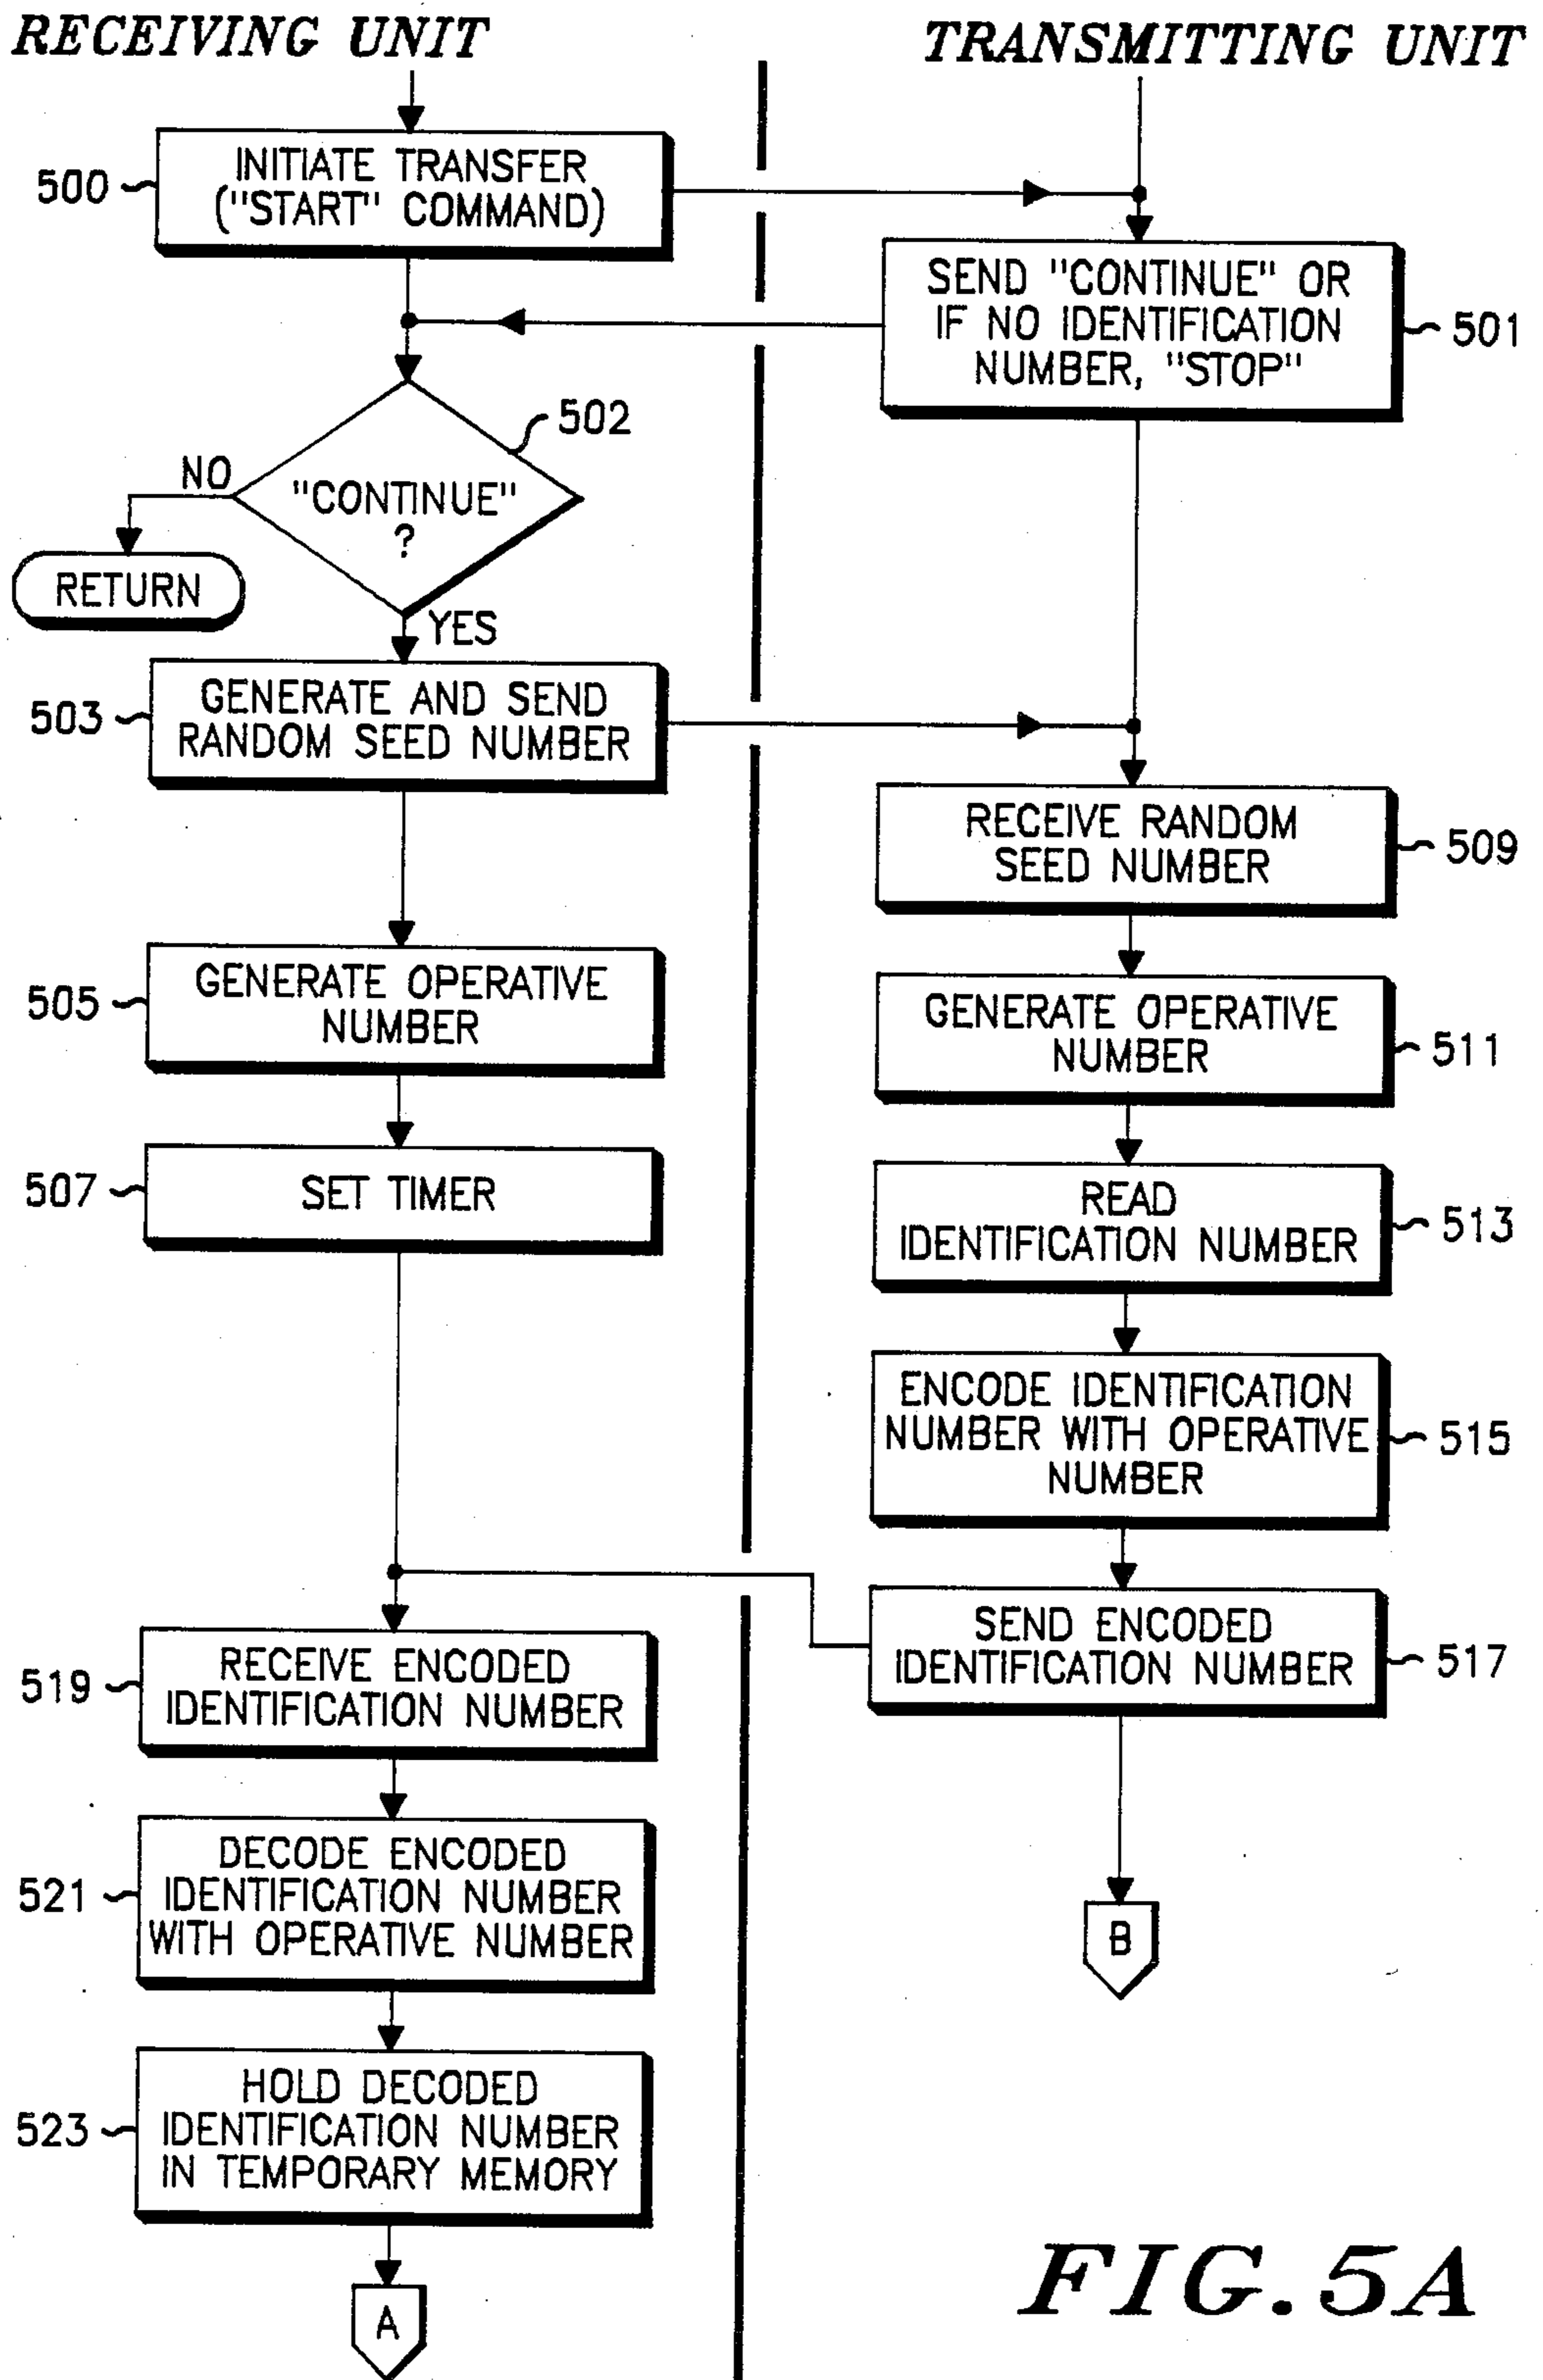 RECEIVING UNIT
TRANSMITTING UNIT
500
INITIATE TRANSFER
("START" COMMAND)
SEND "CONTINUE" OR
IF NO IDENTIFICATION
NUMBER, "STOP"
501
502
NO
"CONTINUE"
?
RETURN
YES
503
GENERATE AND SEND
RANDOM SEED NUMBER
RECEIVE RANDOM
SEED NUMBER
509
505
GENERATE OPERATIVE
NUMBER
GENERATE OPERATIVE
NUMBER
511
507
SET TIMER
READ
IDENTIFICATION NUMBER
513
ENCODE IDENTIFICATION
NUMBER WITH OPERATIVE
NUMBER
515
SEND ENCODED
IDENTIFICATION NUMBER
517
519
RECEIVE ENCODED
IDENTIFICATION NUMBER
521
DECODE ENCODED
IDENTIFICATION NUMBER
WITH OPERATIVE NUMBER
B
523
HOLD DECODED
IDENTIFICATION NUMBER
IN TEMPORARY MEMORY
A
FIG. 5A